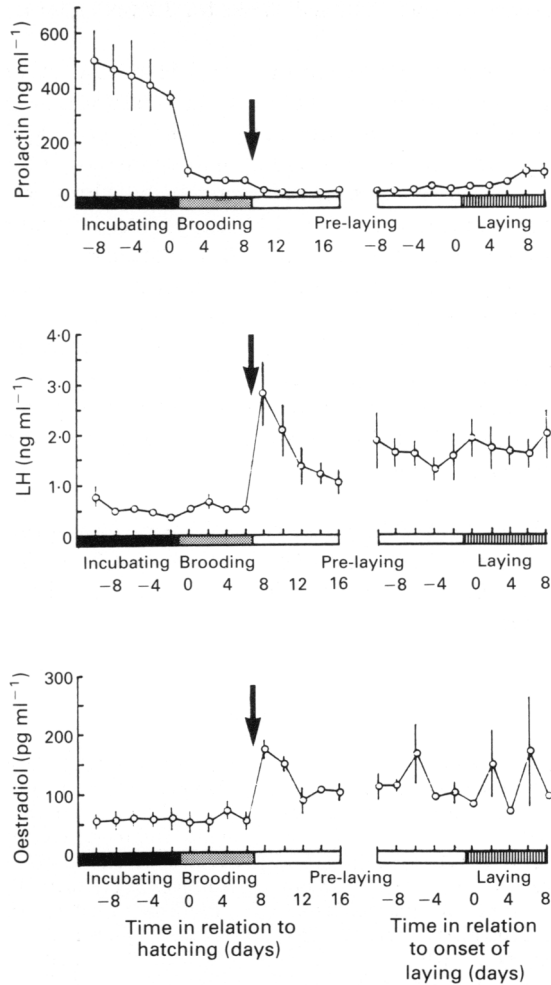 Prolactin (ng ml⁻¹)
600
400
200
0
Incubating Brooding Pre-laying Laying
−8 −4 0 4 8 12 16 −8 −4 0 4 8
LH (ng ml⁻¹)
4·0
3·0
2·0
1·0
0
Incubating Brooding Pre-laying Laying
−8 −4 0 4 8 12 16 −8 −4 0 4 8
Oestradiol (pg ml⁻¹)
300
200
100
0
Incubating Brooding Pre-laying Laying
−8 −4 0 4 8 12 16 −8 −4 0 4 8
Time in relation to
hatching (days)
Time in relation
to onset of
laying (days)